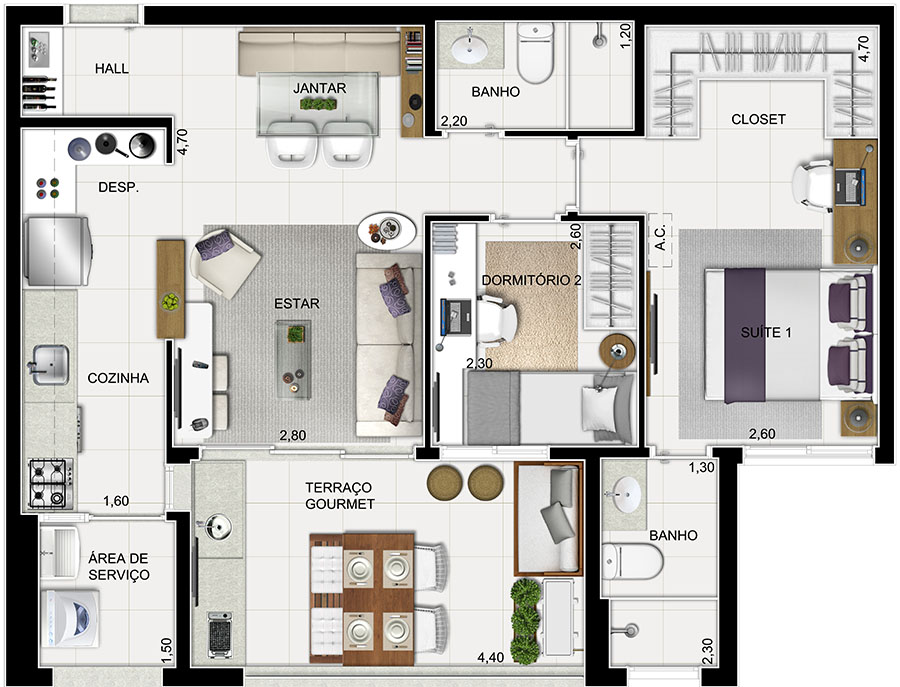 HALL
JANTAR
BANHO
1,20
2,20
4,70
CLOSET
4,70
DESP.
A.C.
2,60
DORMITÓRIO 2
ESTAR
SUÍTE 1
2,30
COZINHA
2,80
2,60
1,60
TERRAÇO
GOURMET
1,30
BANHO
ÁREA DE
SERVIÇO
1,50
4,40
2,30